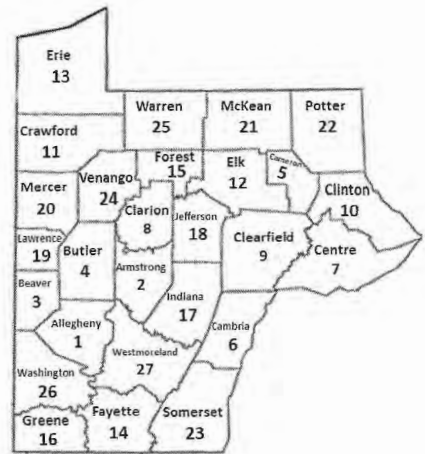 Erie
13
Warren
25
McKean
21
Potter
22
Crawford
11
Forest
15
Elk
12
Cameron
5
Mercer
20
Venango
24
Clarion
8
Jefferson
18
Clinton
10
Clearfield
9
Centre
7
Lawrence
19
Butler
4
Armstrong
2
Beaver
3
Indiana
17
Allegheny
1
Cambria
6
Westmoreland
27
Washington
26
Greene
16
Fayette
14
Somerset
23